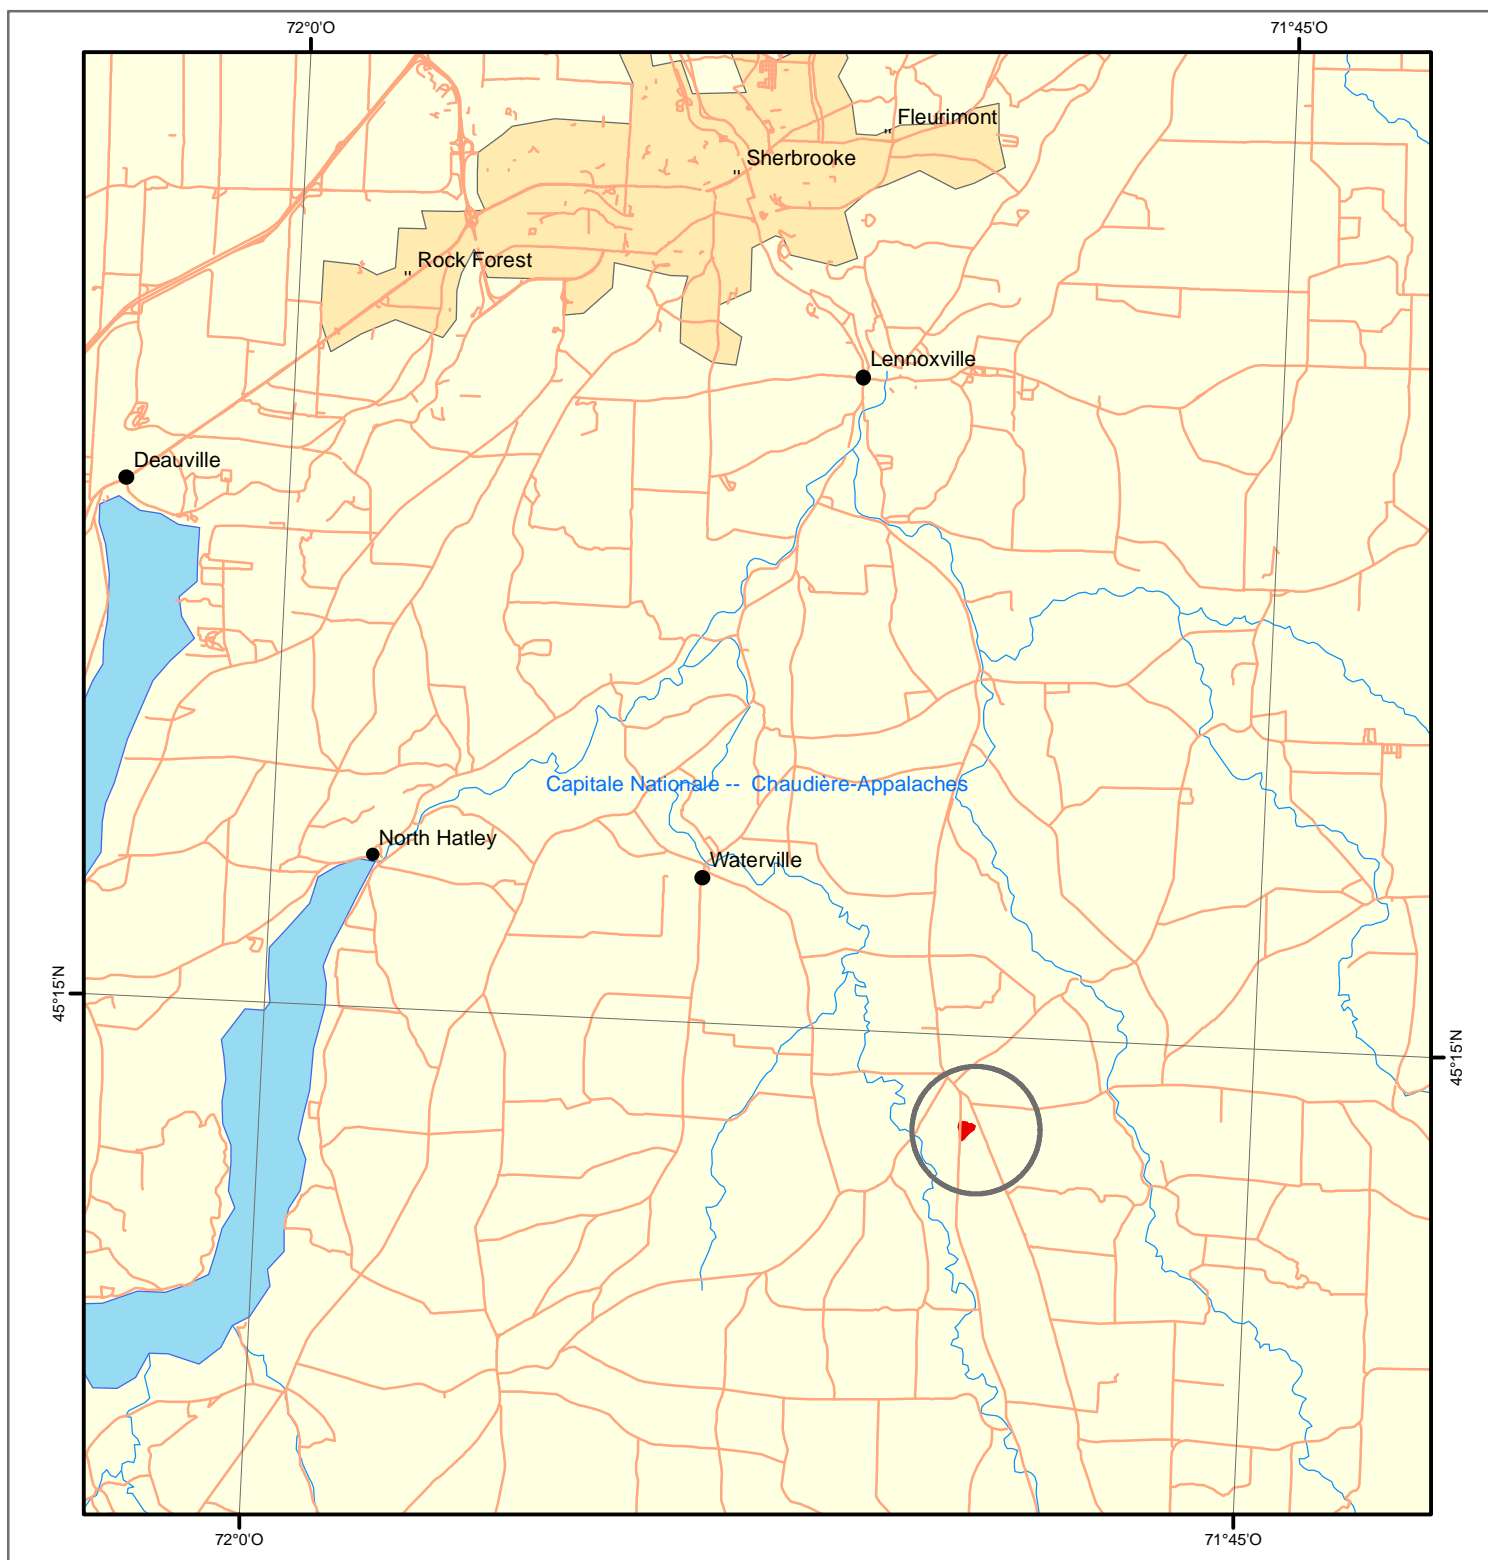 72°0'O
71°45'O
Fleurimont
Sherbrooke
Rock Forest
Lennoxville
Deauville
Capitale Nationale -- Chaudière-Appalaches
North Hatley
Waterville
45°15'N
45°15'N
72°0'O
71°45'O